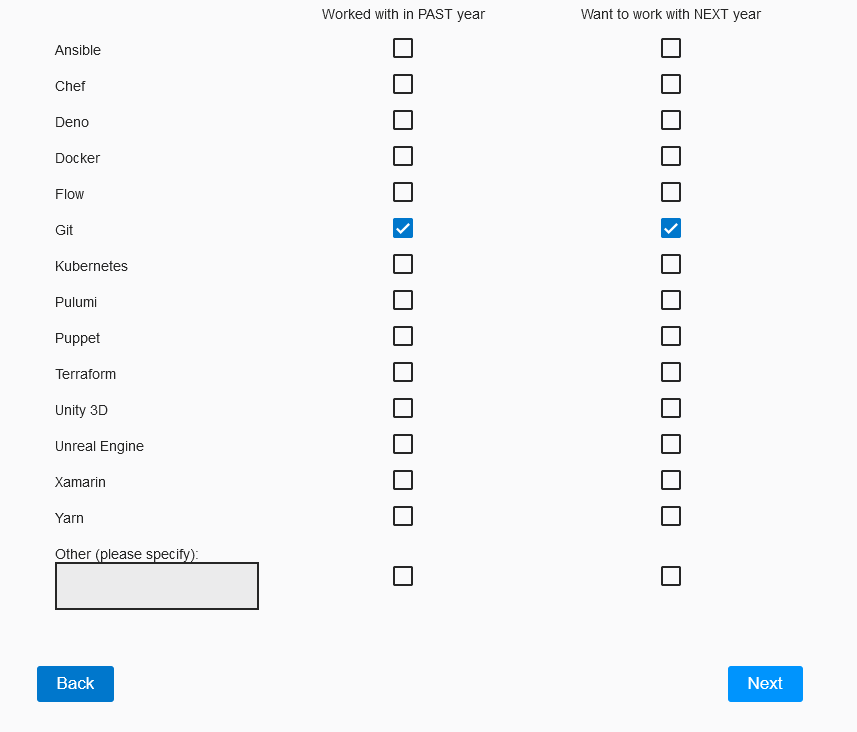 Worked with in PAST year Want to work with NEXT year
Ansible
Chef
Deno
Docker
Flow
Git
Kubernetes
Pulumi
Puppet
Terraform
Unity 3D
Unreal Engine
Xamarin
Yarn
Other (please specify):
Back Next